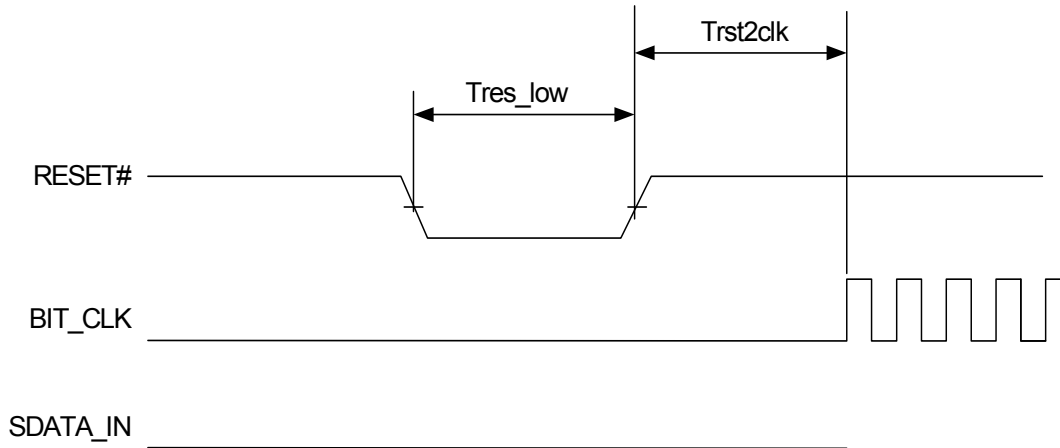 Trst2clk
Tres_low
RESET#
BIT_CLK
SDATA_IN